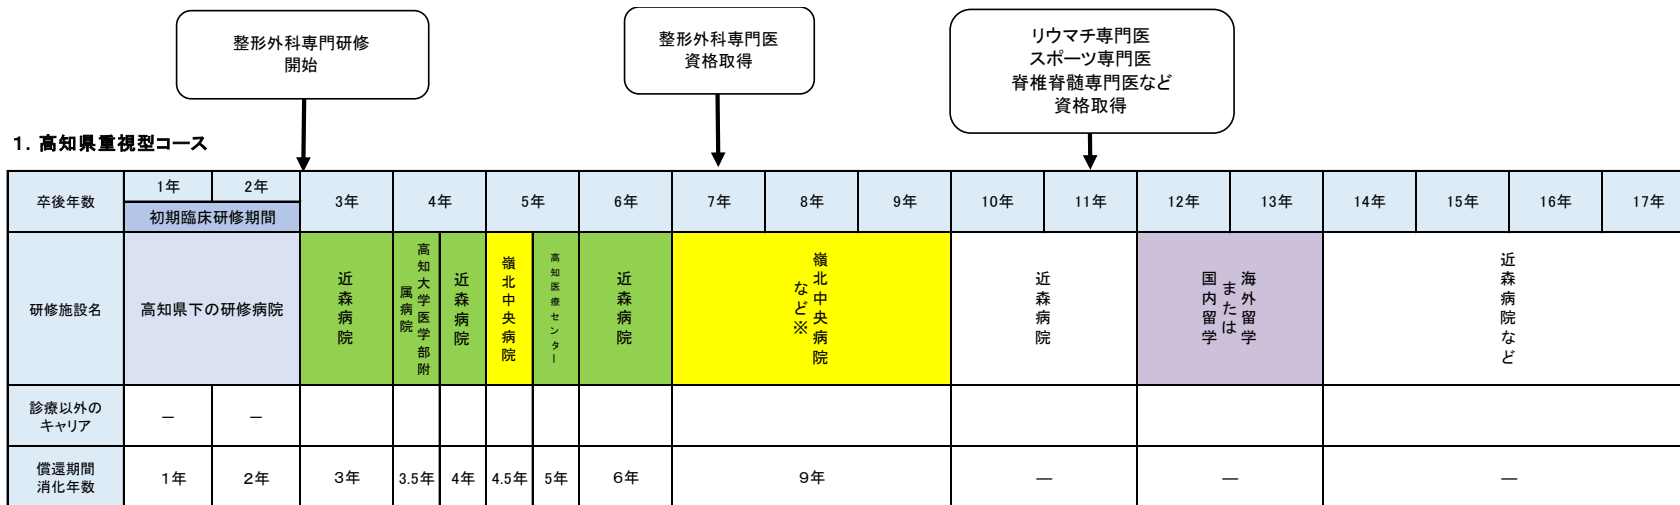 整形外科専門研修
開始
整形外科専門医
資格取得
リウマチ専門医
スポーツ専門医
脊椎脊髄専門医など
資格取得
1. 高知県重視型コース
卒後年数
1年
2年
初期臨床研修期間
3年
4年
5年
6年
7年
8年
9年
10年
11年
12年
13年
14年
15年
16年
17年
研修施設名
高知県下の研修病院
近森病院
高知大学医学部附
属病院
近森病院
嶺北中央病院
高知医療センター
近森病院
嶺北中央病院
など※
近森病院
海外留学
または
国内留学
近森病院など
診療以外の
キャリア
－
－
償還期間
消化年数
1年
2年
3年
3.5年
4年
4.5年
5年
6年
9年
―
―
―